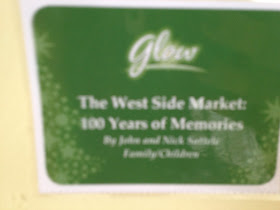 Glow
The West Side Market:
100 Years of Memories
By John and Nick
Family/Children